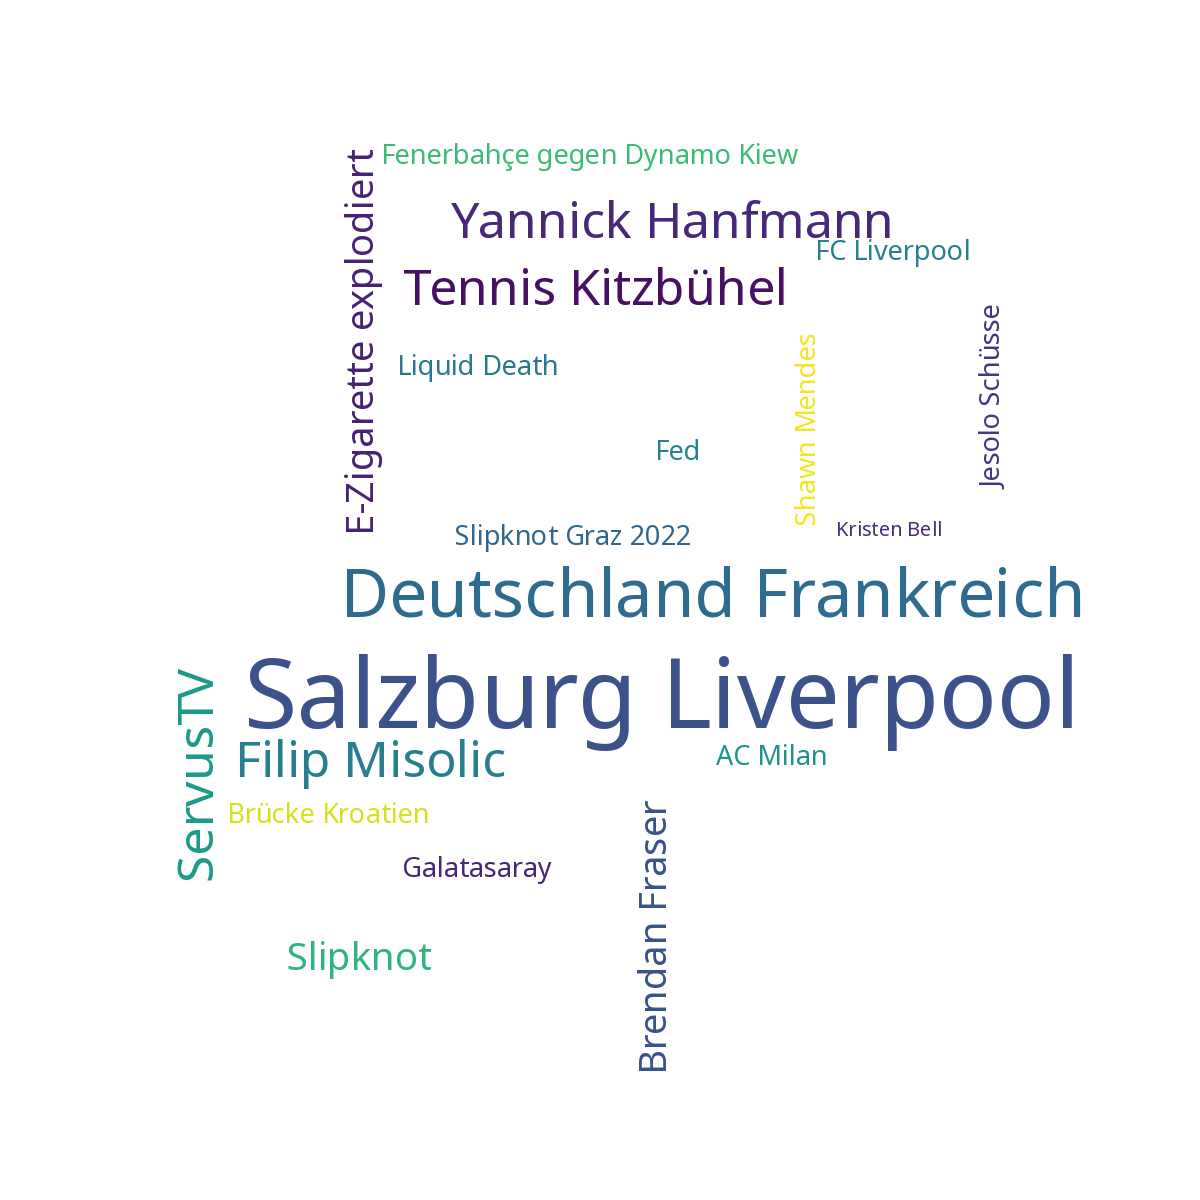 Fenerbahçe gegen Dynamo Kiew
E-Zigarette explodiert
Yannick Hanfmann
FC Liverpool
Tennis Kitzbühel
Jesolo Schüsse
Shawn Mendes
Liquid Death
Fed
Slipknot Graz 2022
Kristen Bell
Deutschland Frankreich
Salzburg Liverpool
ServusTV
Filip Misolic
AC Milan
Brücke Kroatien
Brendan Fraser
Galatasaray
Slipknot